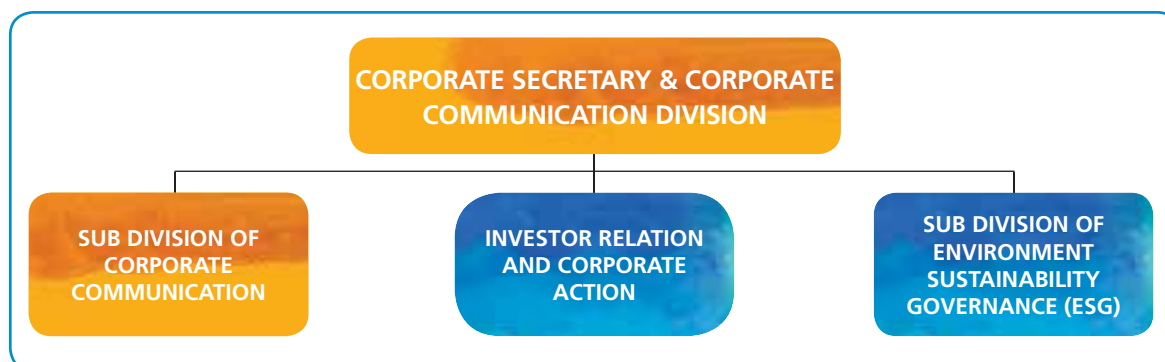 CORPORATE SECRETARY & CORPORATE
COMMUNICATION DIVISION
SUB DIVISION OF
CORPORATE
COMMUNICATION
INVESTOR RELATION
AND CORPORATE
ACTION
SUB DIVISION OF
ENVIRONMENT
SUSTAINABILITY
GOVERNANCE (ESG)